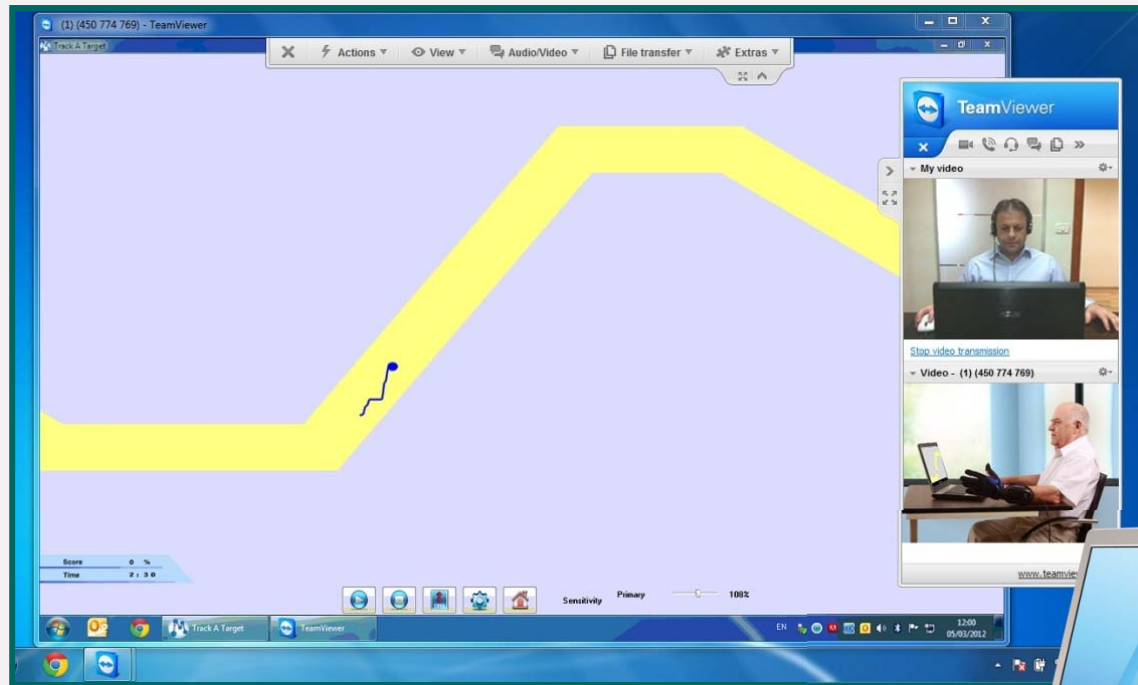 (1) (450 774 769) - TeamViewer
Track A Target
Actions
View
Audio/Video
File transfer
Extras
TeamViewer
My video
Stop video transmission
Video - (1) (450 774 769)
www.teamvie
Score 0 %
Time 2:30
Sensitivity Primary 108%
Track A Target
TeamViewer
EN
12:00
05/03/2012